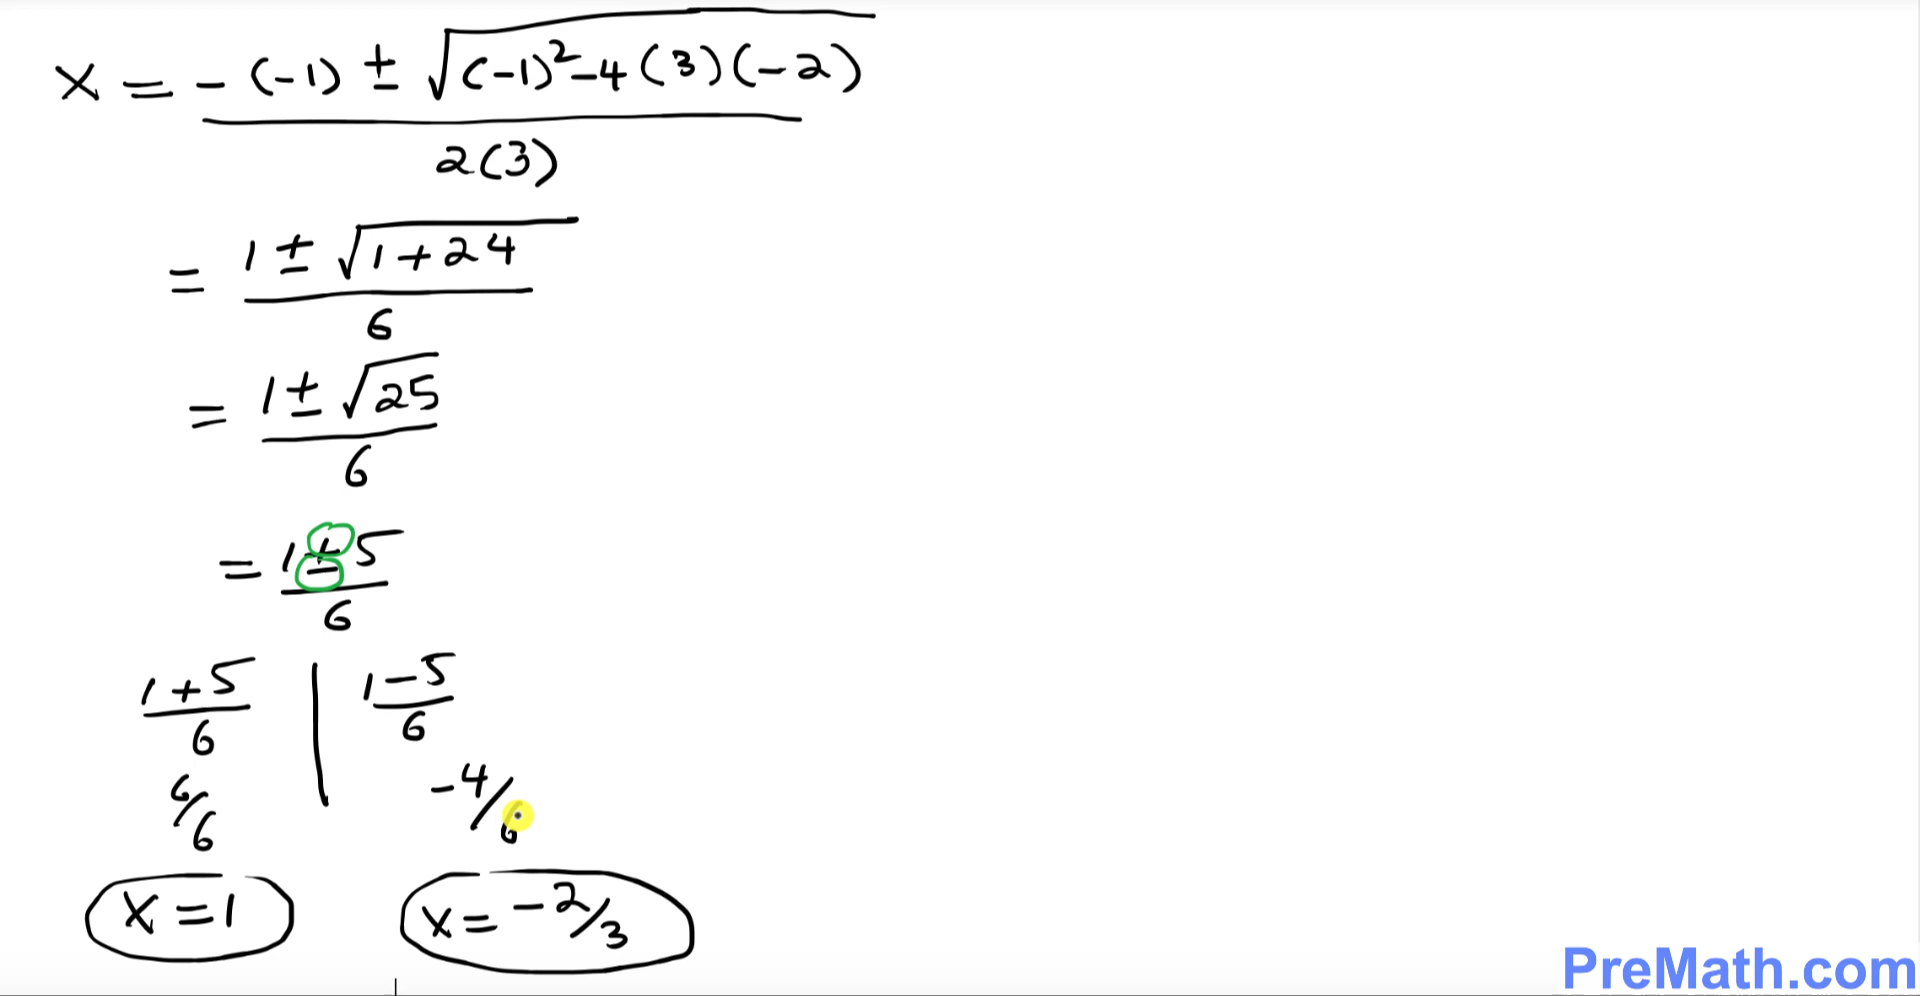 x = -(-1) ± √((-1)²-4(3)(-2))
2(3)
= 1 ± √(1+24)
6
= 1 ± √25
6
= 1 ± 5
6
1+5 | 1-5
6 6
6/6 -4/6
x = 1 x = -2/3
PreMath.com